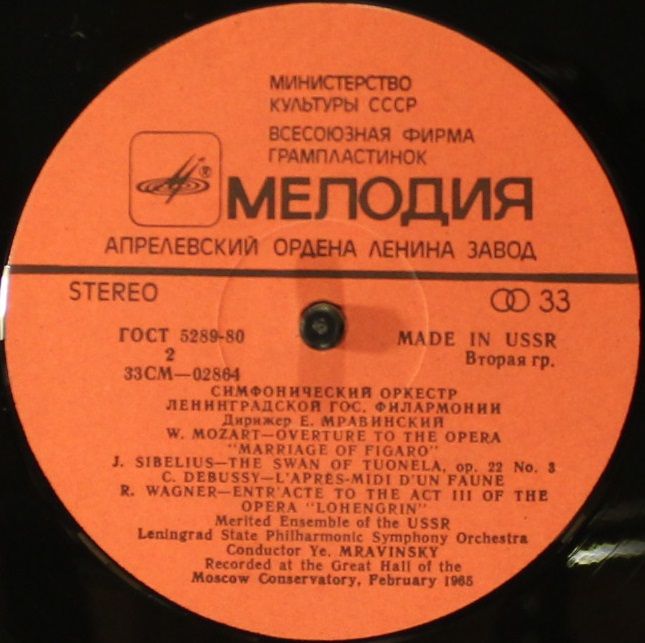 МИНИСТЕРСТВО
КУЛЬТУРЫ СССР
ВСЕСОЮЗНАЯ ФИРМА
ГРАМПЛАСТИНОК
®
МЕЛОДИЯ
АПРЕЛЕВСКИЙ ОРДЕНА ЛЕНИНА ЗАВОД
STEREO
33
ГОСТ 5289-80
MADE IN USSR
2
Вторая гр.
33СМ—02864
СИМФОНИЧЕСКИЙ ОРКЕСТР
ЛЕНИНГРАДСКОЙ ГОС. ФИЛАРМОНИИ
Дирижер Е. МРАВИНСКИЙ
W. MOZART—OVERTURE TO THE OPERA
"MARRIAGE OF FIGARO"
J. SIBELIUS—THE SWAN OF TUONELA, op. 22 No. 3
C. DEBUSSY—L'APRÈS-MIDI D'UN FAUNE
R. WAGNER—ENTR'ACTE TO THE ACT III OF THE
OPERA "LOHENGRIN"
Merited Ensemble of the USSR
Leningrad State Philharmonic Symphony Orchestra
Conductor Ye. MRAVINSKY
Recorded at the Great Hall of the
Moscow Conservatory, February 1965